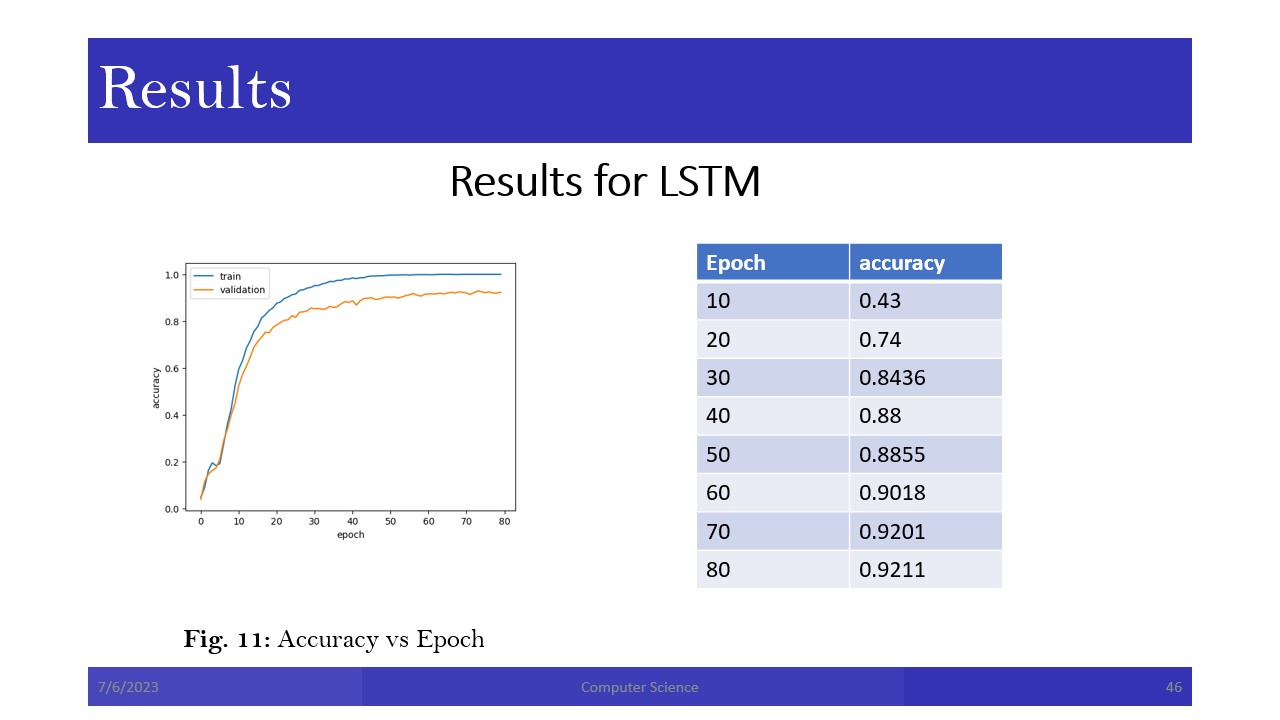 Results
Results for LSTM
train
validation
1.0
0.8
0.6
0.4
0.2
0.0
accuracy
0 10 20 30 40 50 60 70 80
epoch
Fig. 11: Accuracy vs Epoch
Epoch accuracy
10 0.43
20 0.74
30 0.8436
40 0.88
50 0.8855
60 0.9018
70 0.9201
80 0.9211
7/6/2023 Computer Science 46